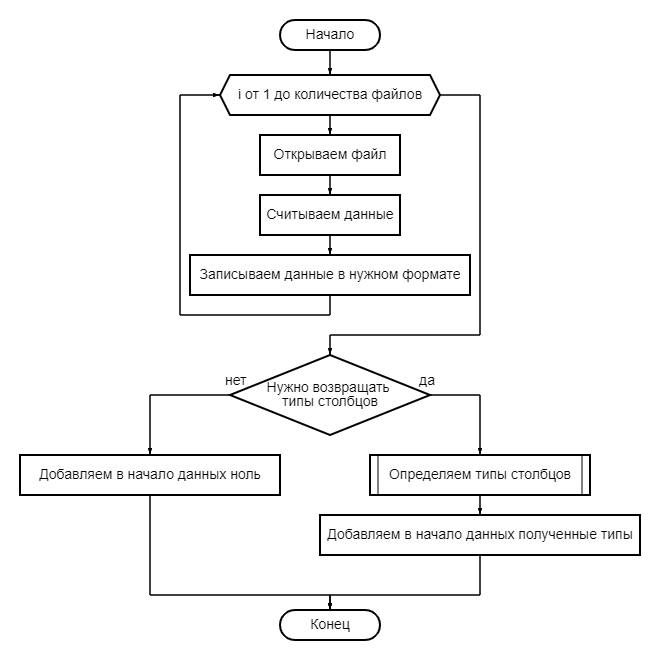 Начало
i от 1 до количества файлов
Открываем файл
Считываем данные
Записываем данные в нужном формате
нет
Нужно возвращать
типы столбцов
да
Добавляем в начало данных ноль
Определяем типы столбцов
Добавляем в начало данных полученные типы
Конец